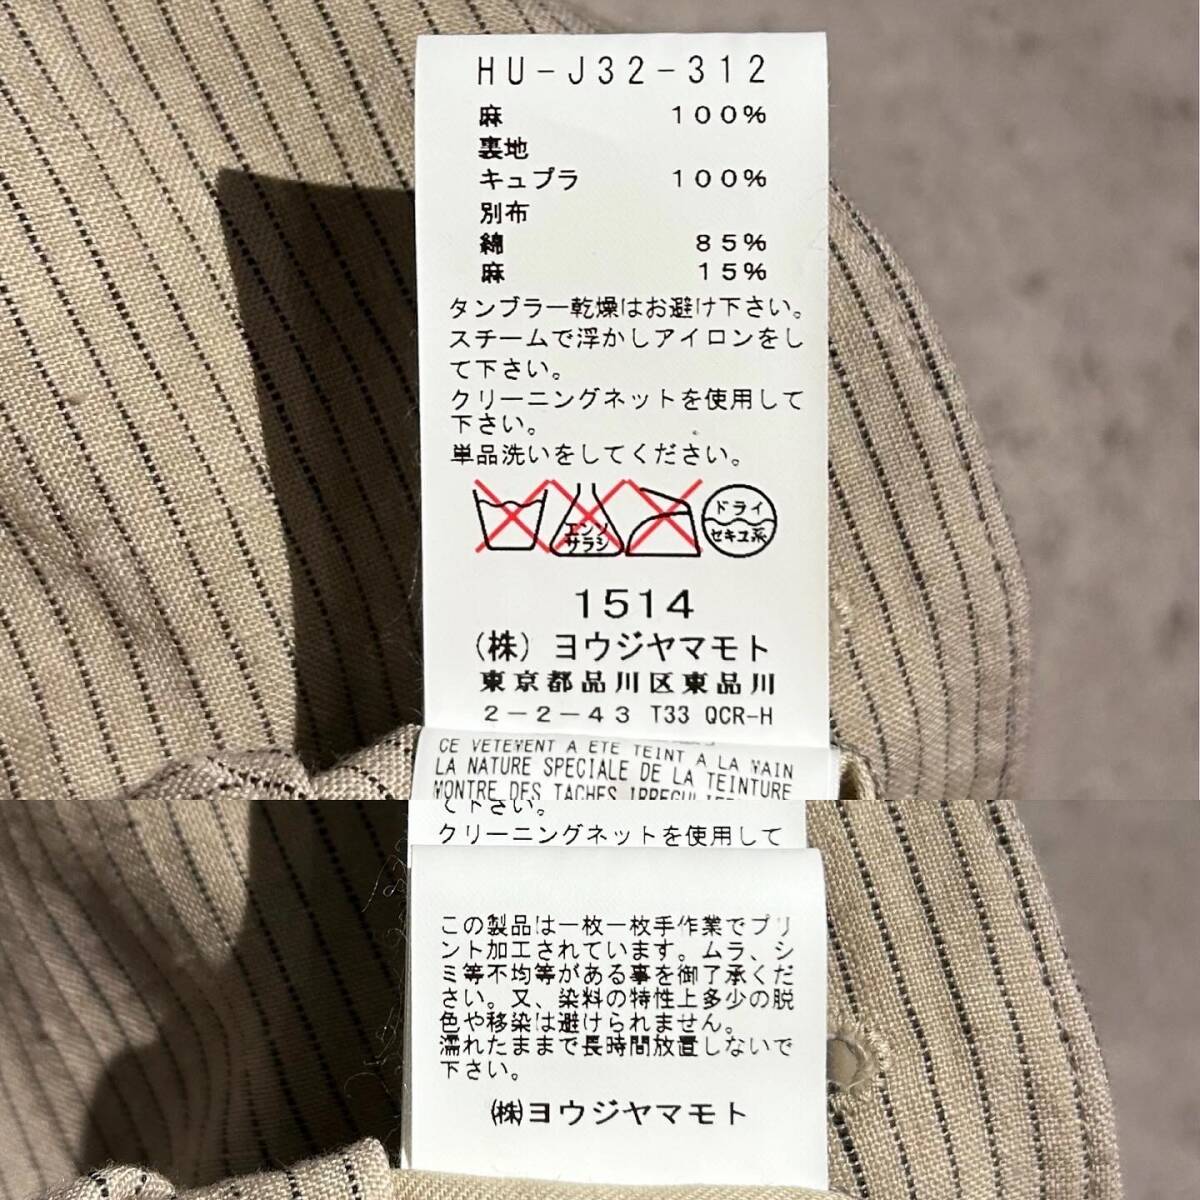 HU-J32-312
麻 100%
裏地
キュプラ 100%
別布
綿 85%
麻 15%
タンブラー乾燥はお避け下さい。
スチームで浮かしアイロンをし
て下さい。
クリーニングネットを使用して
下さい。
単品洗いをしてください。
エンソ
サラシ
ドライ
セキユ系
1514
(株)ヨウジヤマモト
東京都品川区東品川
2-2-43 T33 QCR-H
CE VETEMENT A ETE TEINT A LA MAIN
LA NATURE SPECIALE DE LA TEINTURE
MONTRE DES TACHES
て下さい。
クリーニングネットを使用して
この製品は一枚一枚手作業でプリ
ント加工されています。ムラ、シ
ミ等不均等がある事を御了承くだ
さい。又、染料の特性上多少の脱
色や移染は避けられません。
濡れたままで長時間放置しないで
下さい。
㈱ヨウジヤマモト